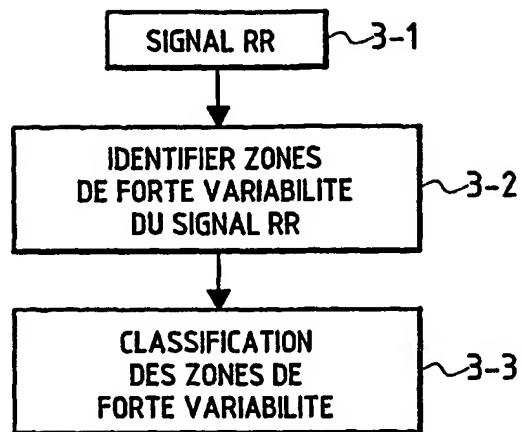 SIGNAL RR
3-1
IDENTIFIER ZONES
DE FORTE VARIABILITE
DU SIGNAL RR
3-2
CLASSIFICATION
DES ZONES DE
FORTE VARIABILITE
3-3